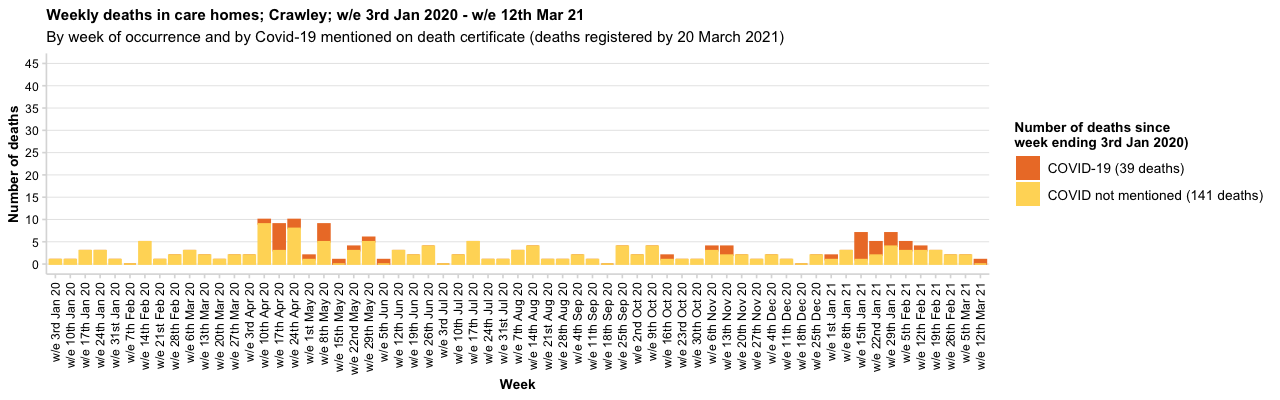 Weekly deaths in care homes; Crawley; w/e 3rd Jan 2020 - w/e 12th Mar 21
By week of occurrence and by Covid-19 mentioned on death certificate (deaths registered by 20 March 2021)
Number of deaths
45
40
35
30
25
20
15
10
5
0
w/e 3rd Jan 20
w/e 10th Jan 20
w/e 17th Jan 20
w/e 24th Jan 20
w/e 31st Jan 20
w/e 7th Feb 20
w/e 14th Feb 20
w/e 21st Feb 20
w/e 28th Feb 20
w/e 6th Mar 20
w/e 13th Mar 20
w/e 20th Mar 20
w/e 27th Mar 20
w/e 3rd Apr 20
w/e 10th Apr 20
w/e 17th Apr 20
w/e 24th Apr 20
w/e 1st May 20
w/e 8th May 20
w/e 15th May 20
w/e 22nd May 20
w/e 29th May 20
w/e 5th Jun 20
w/e 12th Jun 20
w/e 19th Jun 20
w/e 26th Jun 20
w/e 3rd Jul 20
w/e 10th Jul 20
w/e 17th Jul 20
w/e 24th Jul 20
w/e 31st Jul 20
w/e 7th Aug 20
w/e 14th Aug 20
w/e 21st Aug 20
w/e 28th Aug 20
w/e 4th Sep 20
w/e 11th Sep 20
w/e 18th Sep 20
w/e 25th Sep 20
w/e 2nd Oct 20
w/e 9th Oct 20
w/e 16th Oct 20
w/e 23rd Oct 20
w/e 30th Oct 20
w/e 6th Nov 20
w/e 13th Nov 20
w/e 20th Nov 20
w/e 27th Nov 20
w/e 4th Dec 20
w/e 11th Dec 20
w/e 18th Dec 20
w/e 25th Dec 20
w/e 1st Jan 21
w/e 8th Jan 21
w/e 15th Jan 21
w/e 22nd Jan 21
w/e 29th Jan 21
w/e 5th Feb 21
w/e 12th Feb 21
w/e 19th Feb 21
w/e 26th Feb 21
w/e 5th Mar 21
w/e 12th Mar 21
Week
Number of deaths since
week ending 3rd Jan 2020)
COVID-19 (39 deaths)
COVID not mentioned (141 deaths)